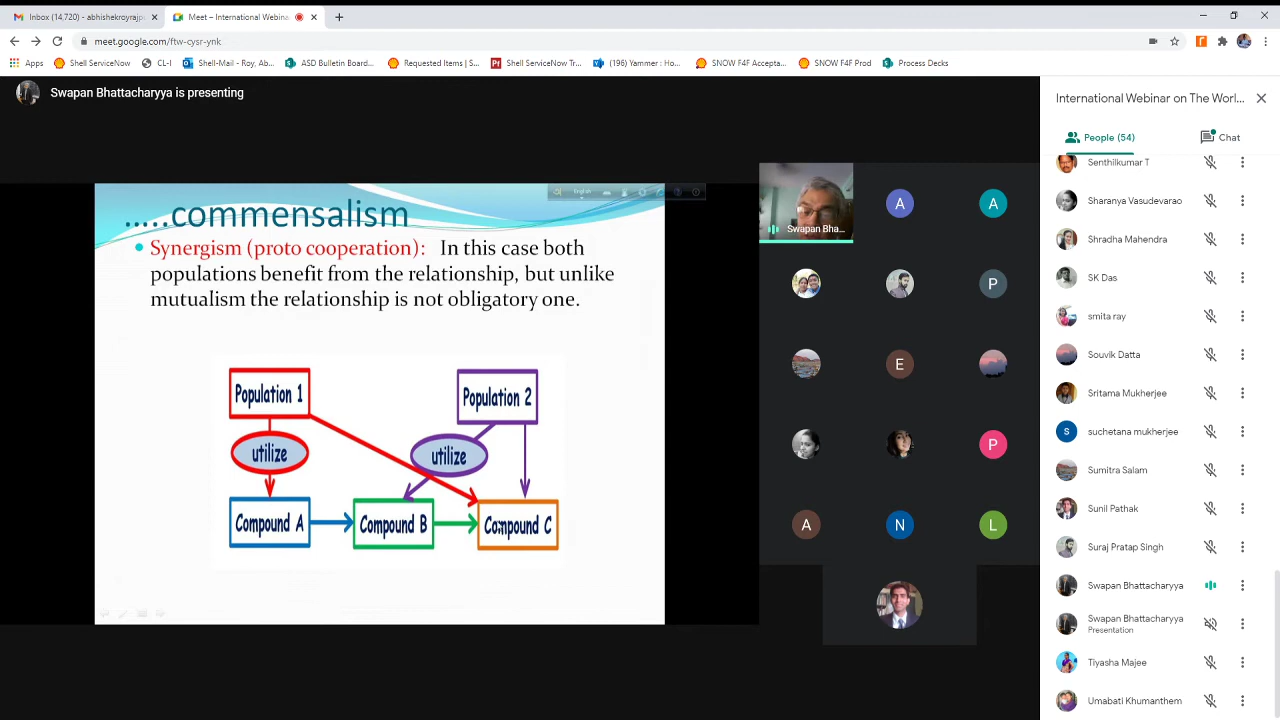 Inbox (14,720) - abhishekroyrajp
Meet – International Webina
meet.google.com/ftw-cysr-ynk
Apps
Shell ServiceNow
CL-I
Shell-Mail - Roy, Ab...
ASD Bulletin Board...
Requested Items | S...
Shell ServiceNow Tr...
(196) Yammer : Ho...
SNOW F4F Accepta...
SNOW F4F Prod
Process Decks
Swapan Bhattacharyya is presenting
English
.....commensalism
Synergism (proto cooperation): In this case both
populations benefit from the relationship, but unlike
mutualism the relationship is not obligatory one.
Population 1
Population 2
utilize
utilize
Compound A
Compound B
Compound C
Swapan Bha...
A
A
P
E
P
A
N
L
International Webinar on The Worl...
People (54)
Chat
Senthilkumar T
Sharanya Vasudevarao
Shradha Mahendra
SK Das
smita ray
Souvik Datta
Sritama Mukherjee
s
suchetana mukherjee
Sumitra Salam
Sunil Pathak
Suraj Pratap Singh
Swapan Bhattacharyya
Swapan Bhattacharyya
Presentation
Tiyasha Majee
Umabati Khumanthem